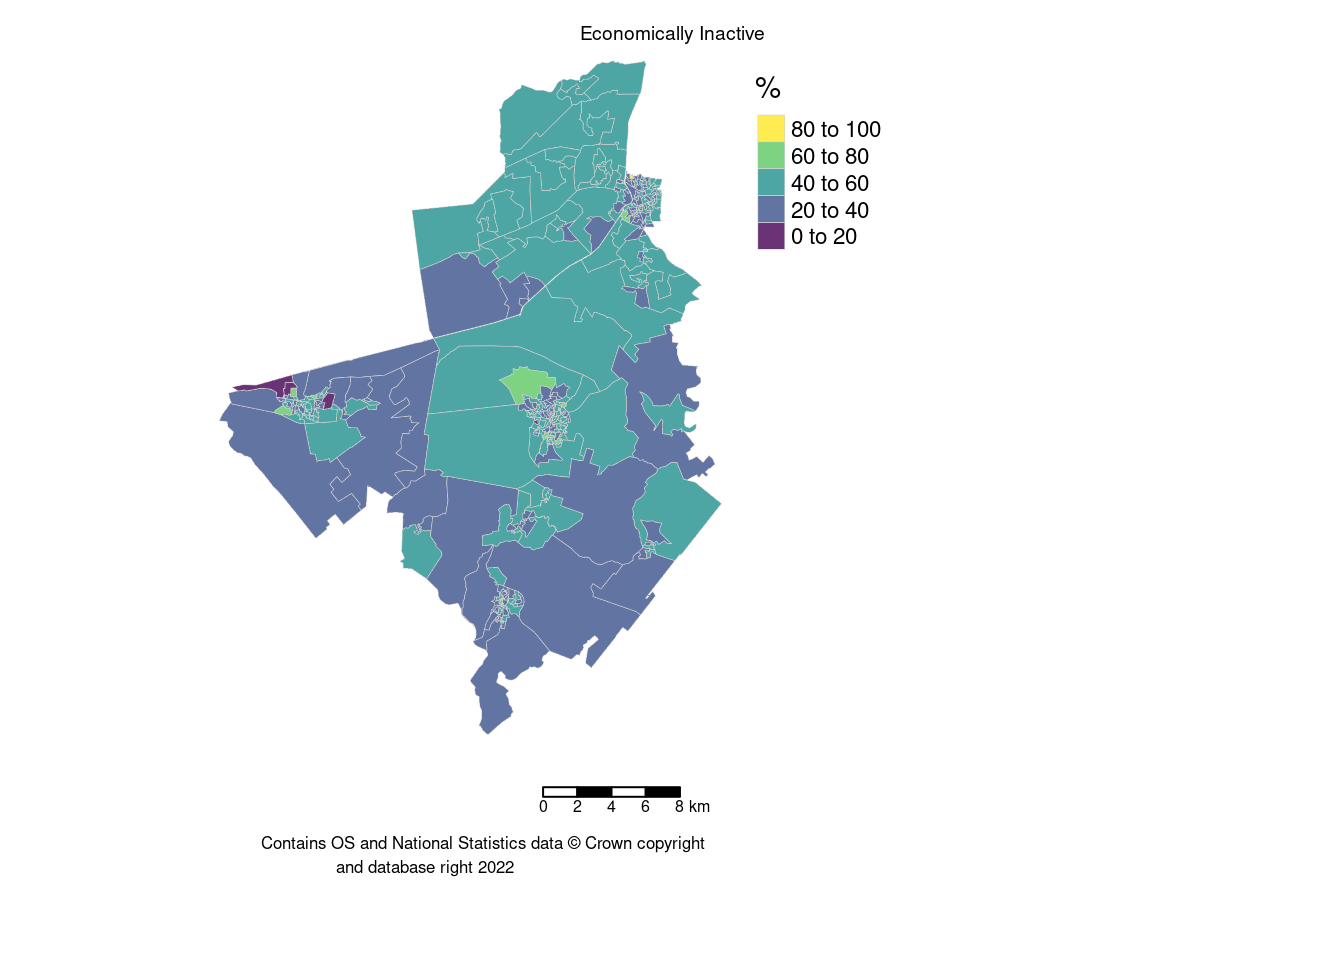 Economically Inactive
%
80 to 100
60 to 80
40 to 60
20 to 40
0 to 20
0 2 4 6 8 km
Contains OS and National Statistics data © Crown copyright
and database right 2022